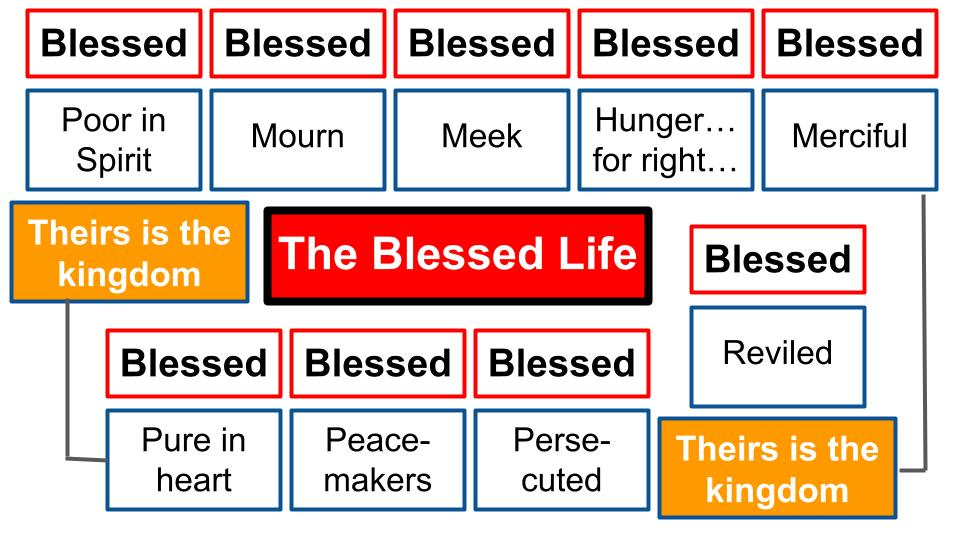 Blessed Blessed Blessed Blessed Blessed
Poor in
Spirit
Mourn
Meek
Hunger…
for right…
Merciful
Theirs is the
kingdom
The Blessed Life
Blessed
Reviled
Blessed Blessed Blessed
Pure in
heart
Peace-
makers
Perse-
cuted
Theirs is the
kingdom